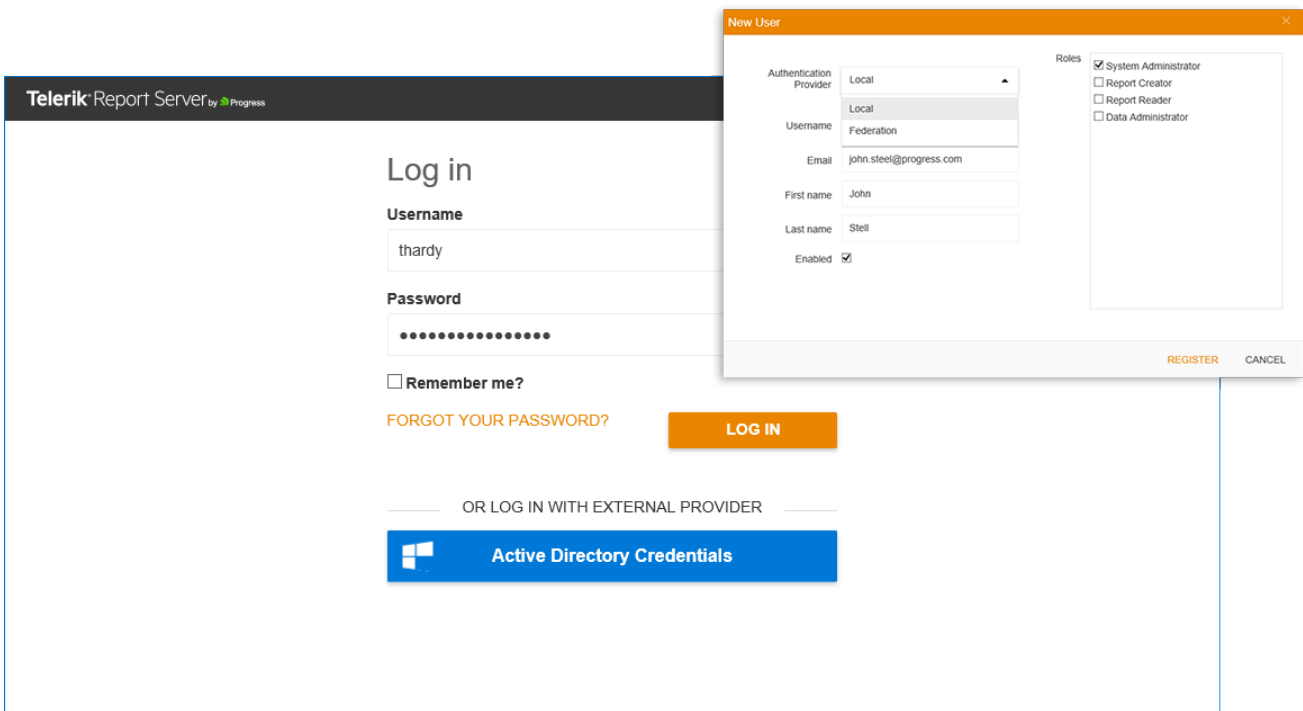 New User
Authentication
Provider
Local
Local
Federation
Username
Email
john.steel@progress.com
First name
John
Last name
Stell
Enabled
Roles
System Administrator
Report Creator
Report Reader
Data Administrator
REGISTER CANCEL
Telerik Report Server by Progress
Log in
Username
thardy
Password
Remember me?
FORGOT YOUR PASSWORD?
LOG IN
OR LOG IN WITH EXTERNAL PROVIDER
Active Directory Credentials